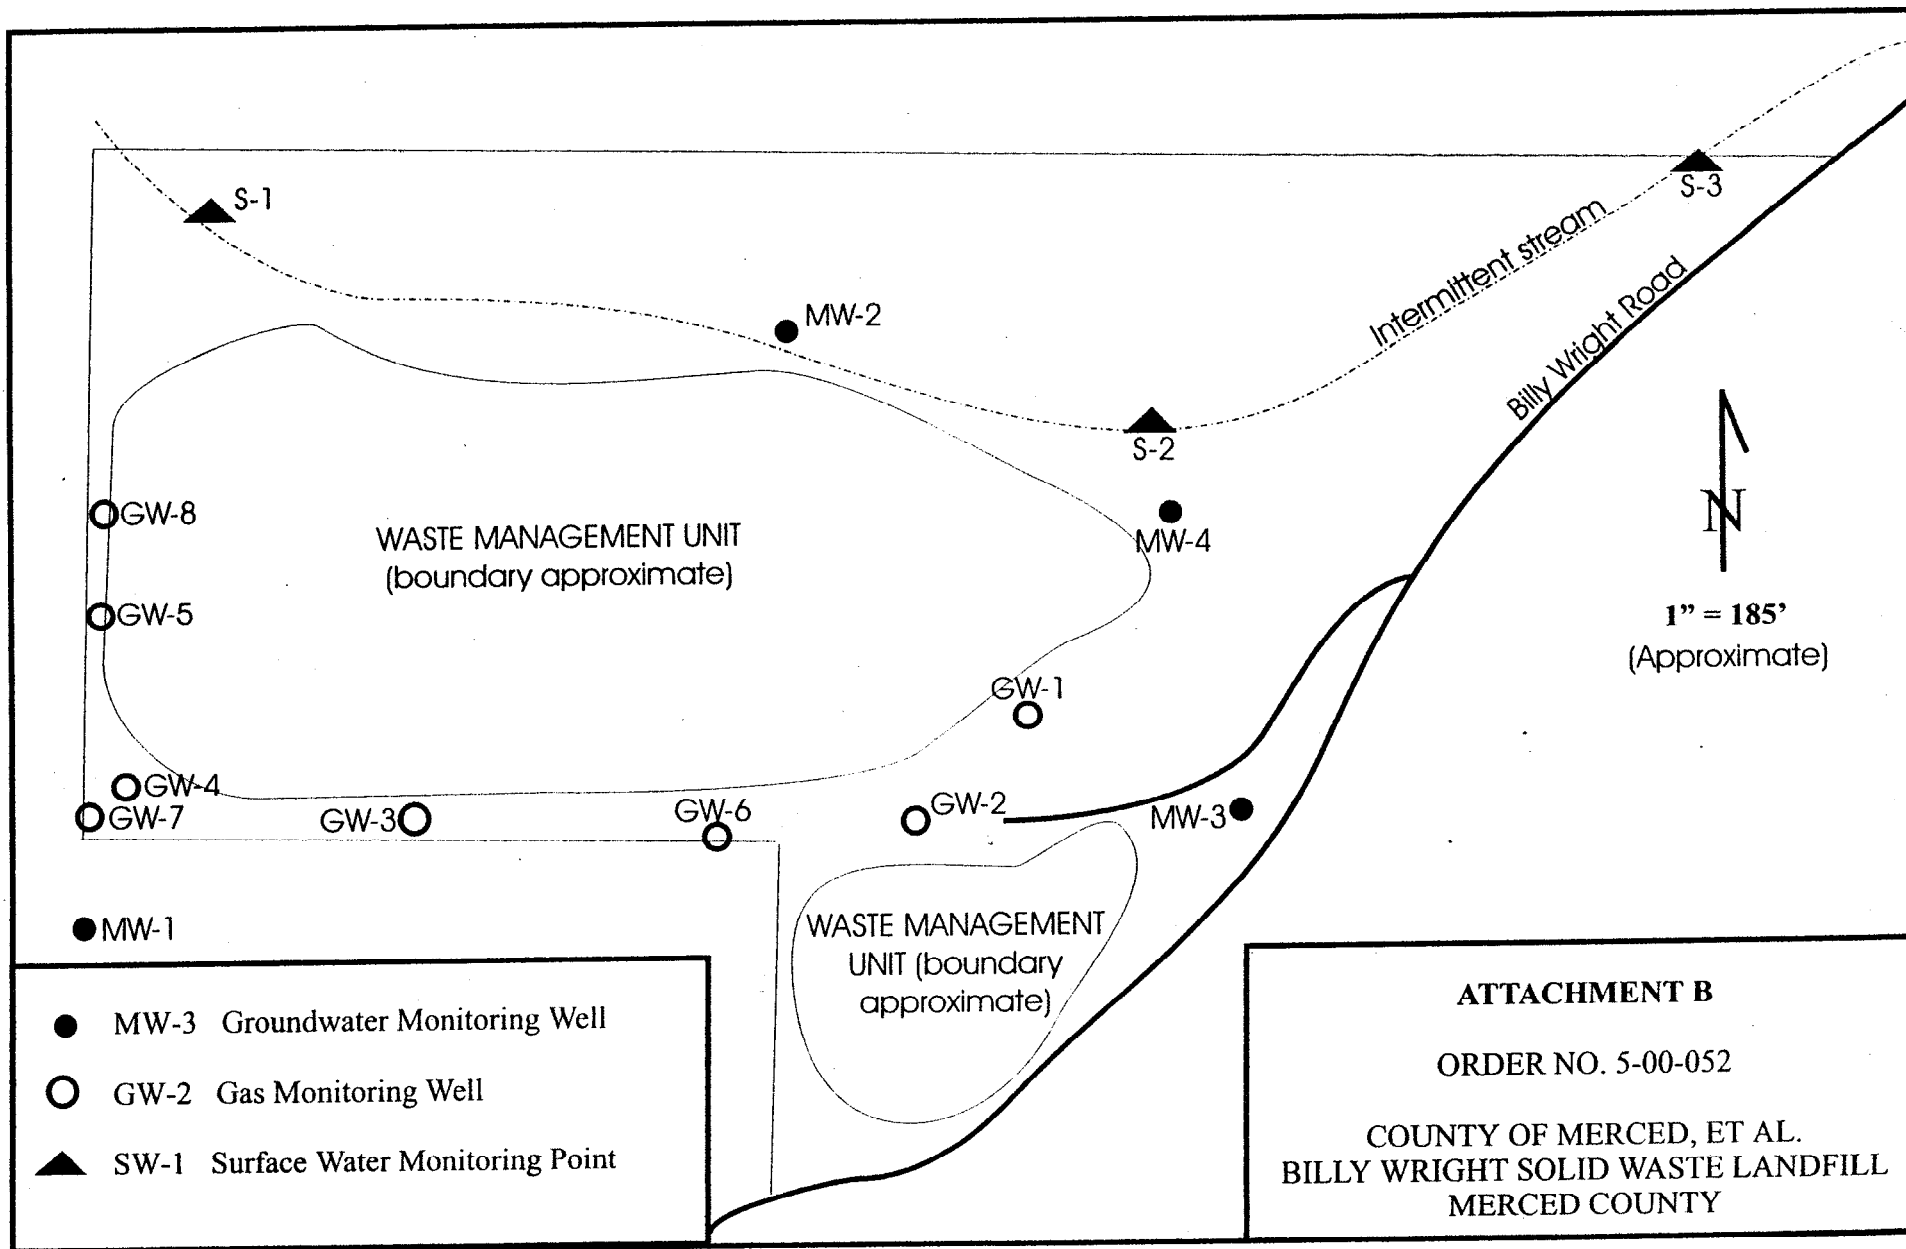 S-1
S-3
MW-2
Intermittent stream
Billy Wright Road
S-2
N
GW-8
WASTE MANAGEMENT UNIT
(boundary approximate)
MW-4
GW-5
1” = 185’
(Approximate)
GW-1
GW-4
GW-7
GW-3
GW-6
GW-2
MW-3
MW-1
WASTE MANAGEMENT
UNIT (boundary
approximate)
MW-3 Groundwater Monitoring Well
GW-2 Gas Monitoring Well
SW-1 Surface Water Monitoring Point
ATTACHMENT B
ORDER NO. 5-00-052
COUNTY OF MERCED, ET AL.
BILLY WRIGHT SOLID WASTE LANDFILL
MERCED COUNTY